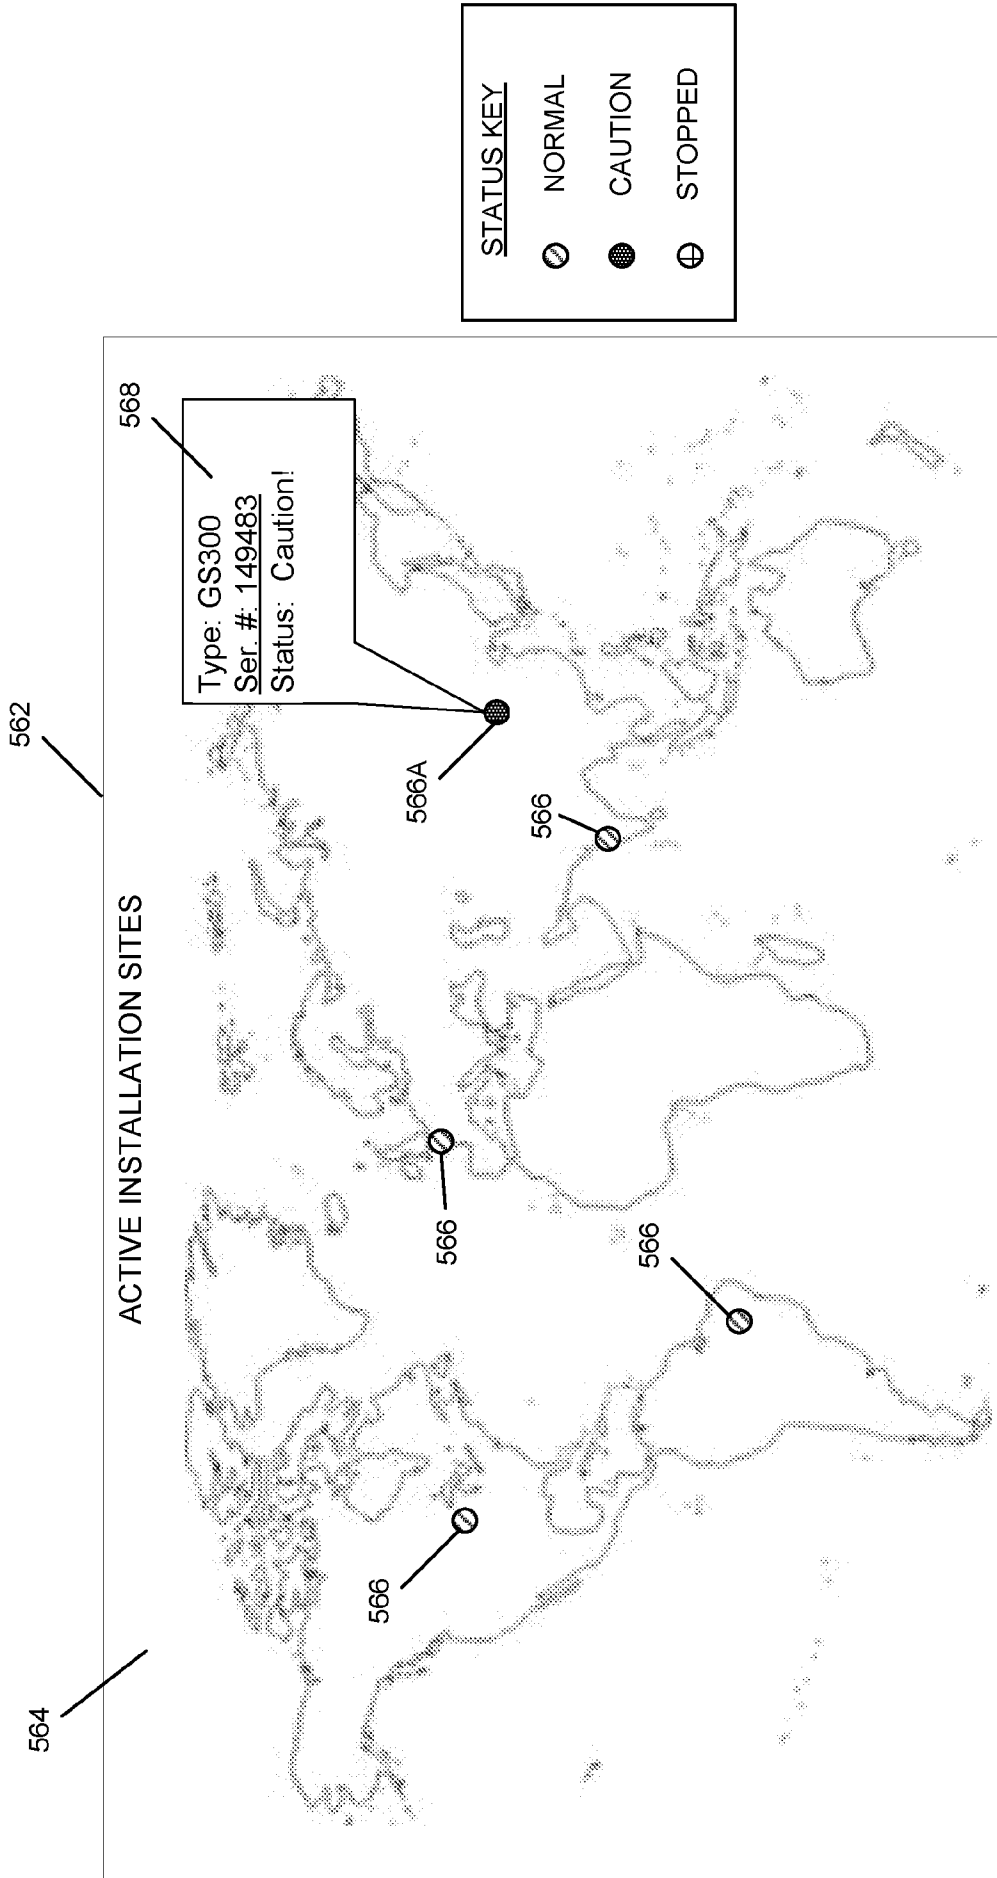 562
564
ACTIVE INSTALLATION SITES
568
Type: GS300
Ser. #: 149483
Status: Caution!
566A
566
566
566
566
STATUS KEY
NORMAL
CAUTION
STOPPED